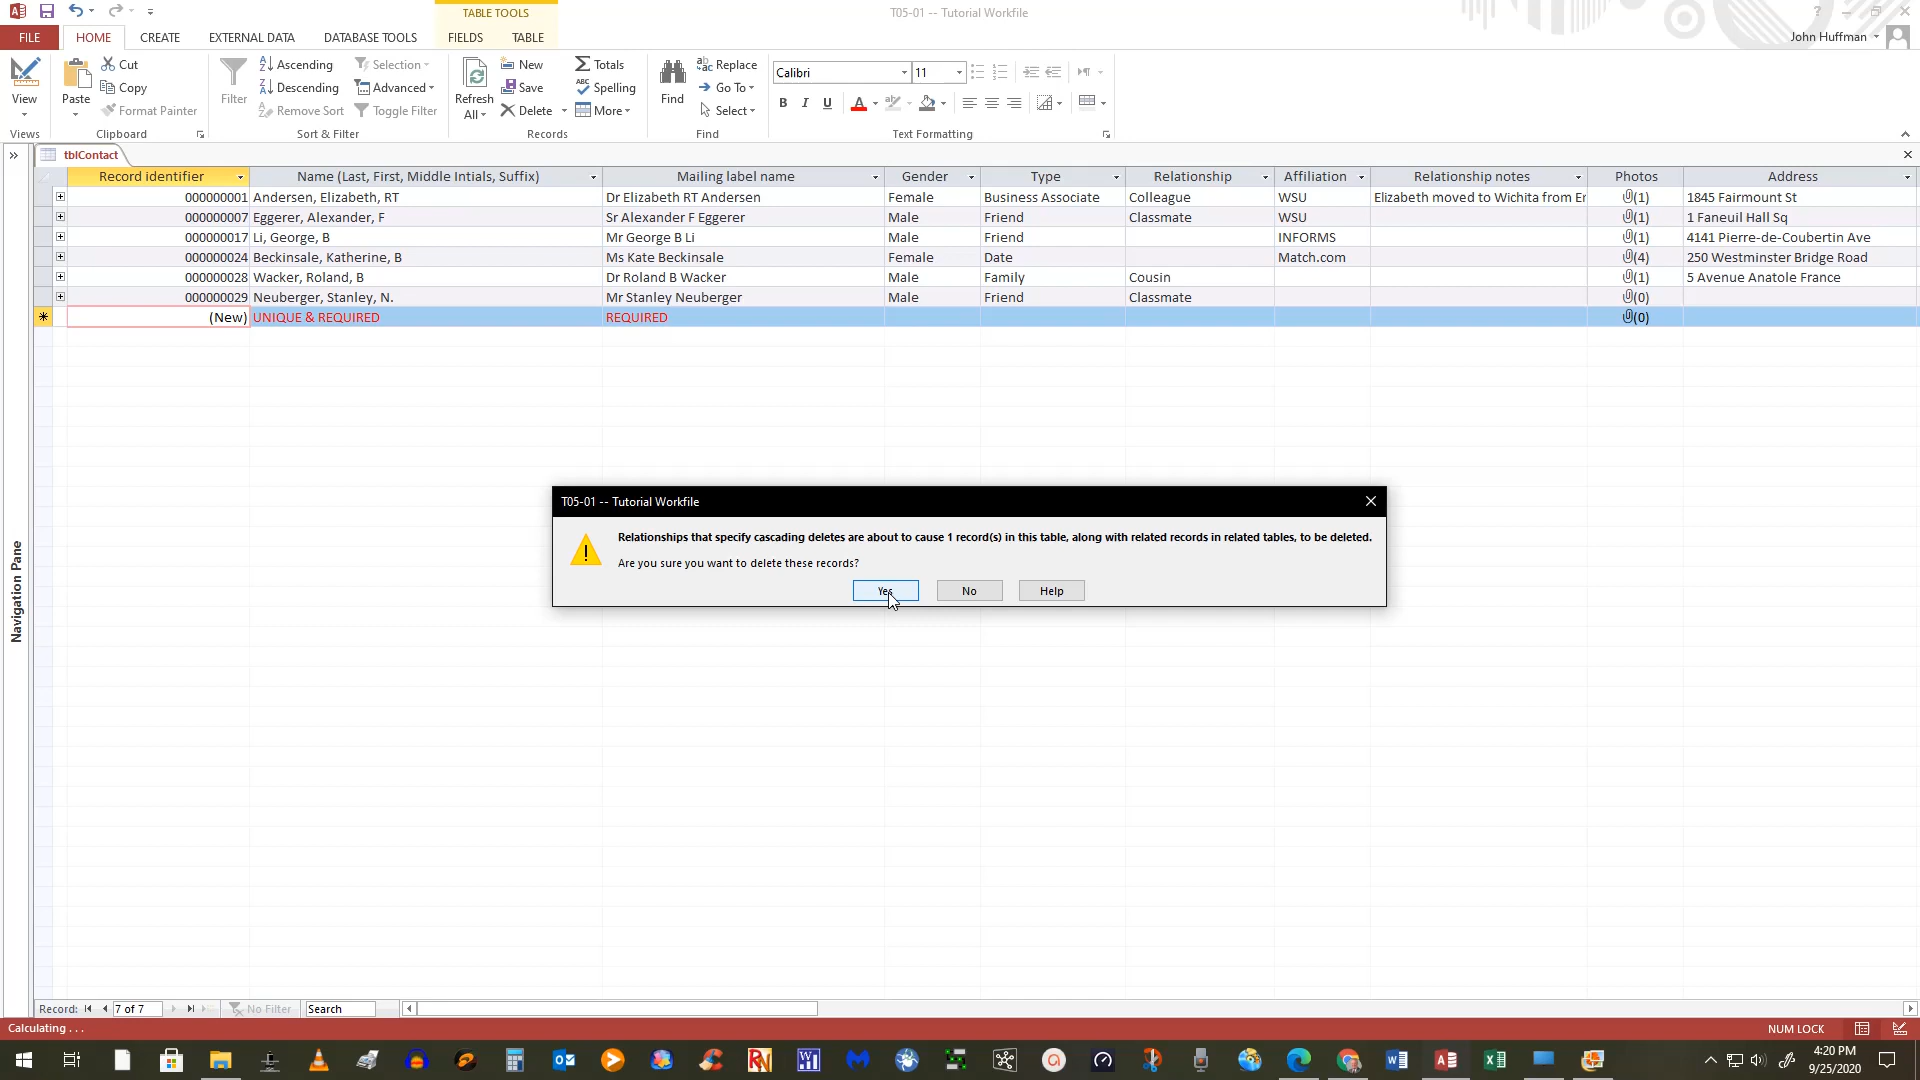 TABLE TOOLS
T05-01 -- Tutorial Workfile
?
FILE HOME CREATE EXTERNAL DATA DATABASE TOOLS FIELDS TABLE
John Huffman
View
Views
Paste
Cut
Copy
Format Painter
Clipboard
Filter
Ascending
Descending
Remove Sort
Selection
Advanced
Toggle Filter
Sort & Filter
Refresh
All
New
Save
Delete
Totals
Spelling
More
Records
Find
Replace
Go To
Select
Find
Calibri 11
B I U A
Text Formatting
tblContact
Record identifier Name (Last, First, Middle Intials, Suffix) Mailing label name Gender Type Relationship Affiliation Relationship notes Photos Address
000000001 Andersen, Elizabeth, RT Dr Elizabeth RT Andersen Female Business Associate Colleague WSU Elizabeth moved to Wichita from Er (1) 1845 Fairmount St
000000007 Eggerer, Alexander, F Sr Alexander F Eggerer Male Friend Classmate WSU (1) 1 Faneuil Hall Sq
000000017 Li, George, B Mr George B Li Male Friend INFORMS (1) 4141 Pierre-de-Coubertin Ave
000000024 Beckinsale, Katherine, B Ms Kate Beckinsale Female Date Match.com (4) 250 Westminster Bridge Road
000000028 Wacker, Roland, B Dr Roland B Wacker Male Family Cousin (1) 5 Avenue Anatole France
000000029 Neuberger, Stanley, N. Mr Stanley Neuberger Male Friend Classmate (0)
(New) UNIQUE & REQUIRED REQUIRED (0)
T05-01 -- Tutorial Workfile
Relationships that specify cascading deletes are about to cause 1 record(s) in this table, along with related records in related tables, to be deleted.
Are you sure you want to delete these records?
Yes No Help
Navigation Pane
Record: 7 of 7 No Filter Search
Calculating . . .
NUM LOCK
4:20 PM
9/25/2020